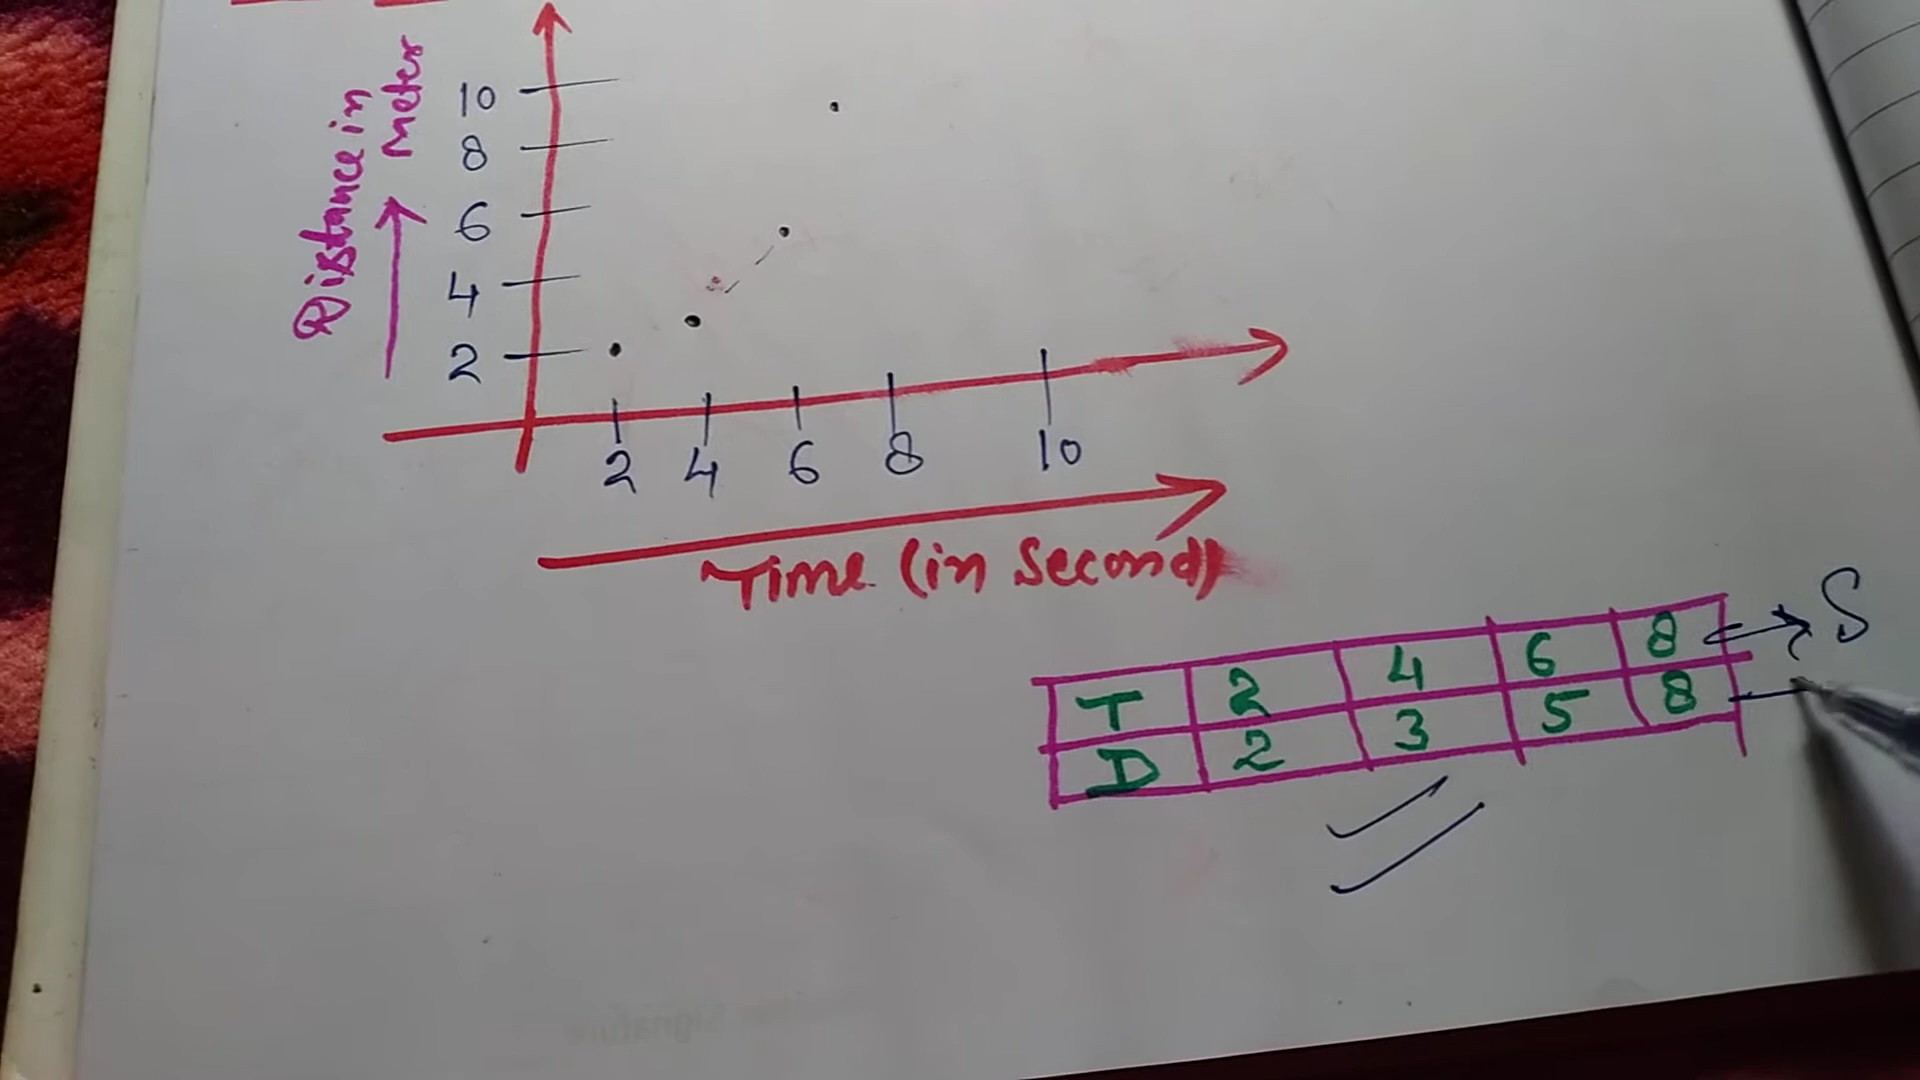 Distance in
Meter
10
8
6
4
2
2 4 6 8 10
Time (in Second)
T 2 4 6 8 S
D 2 3 5 8